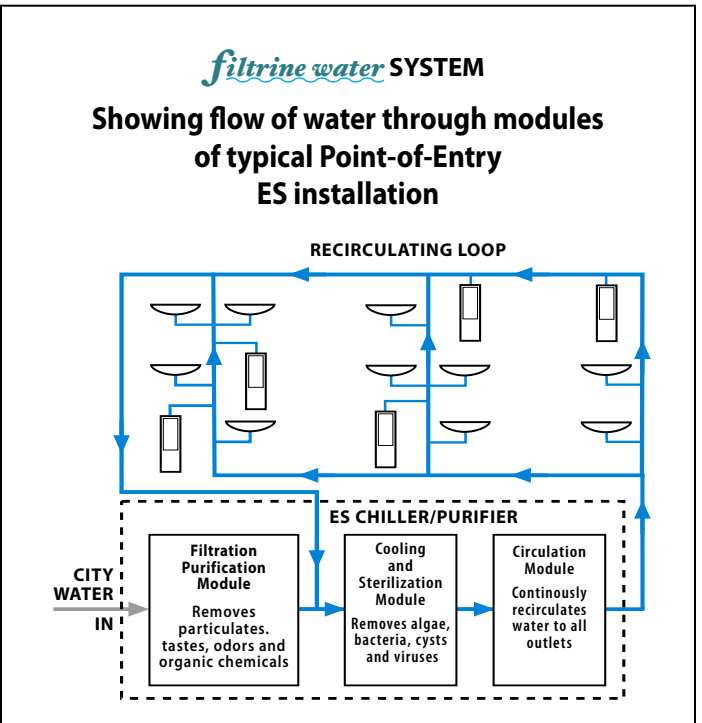 filtrine water SYSTEM
Showing flow of water through modules
of typical Point-of-Entry
ES installation
RECIRCULATING LOOP
ES CHILLER/PURIFIER
CITY
WATER
IN
Filtration
Purification
Module
Removes
particulates.
tastes, odors and
organic chemicals
Cooling
and
Sterilization
Module
Removes algae,
bacteria, cysts
and viruses
Circulation
Module
Continously
recirculates
water to all
outlets